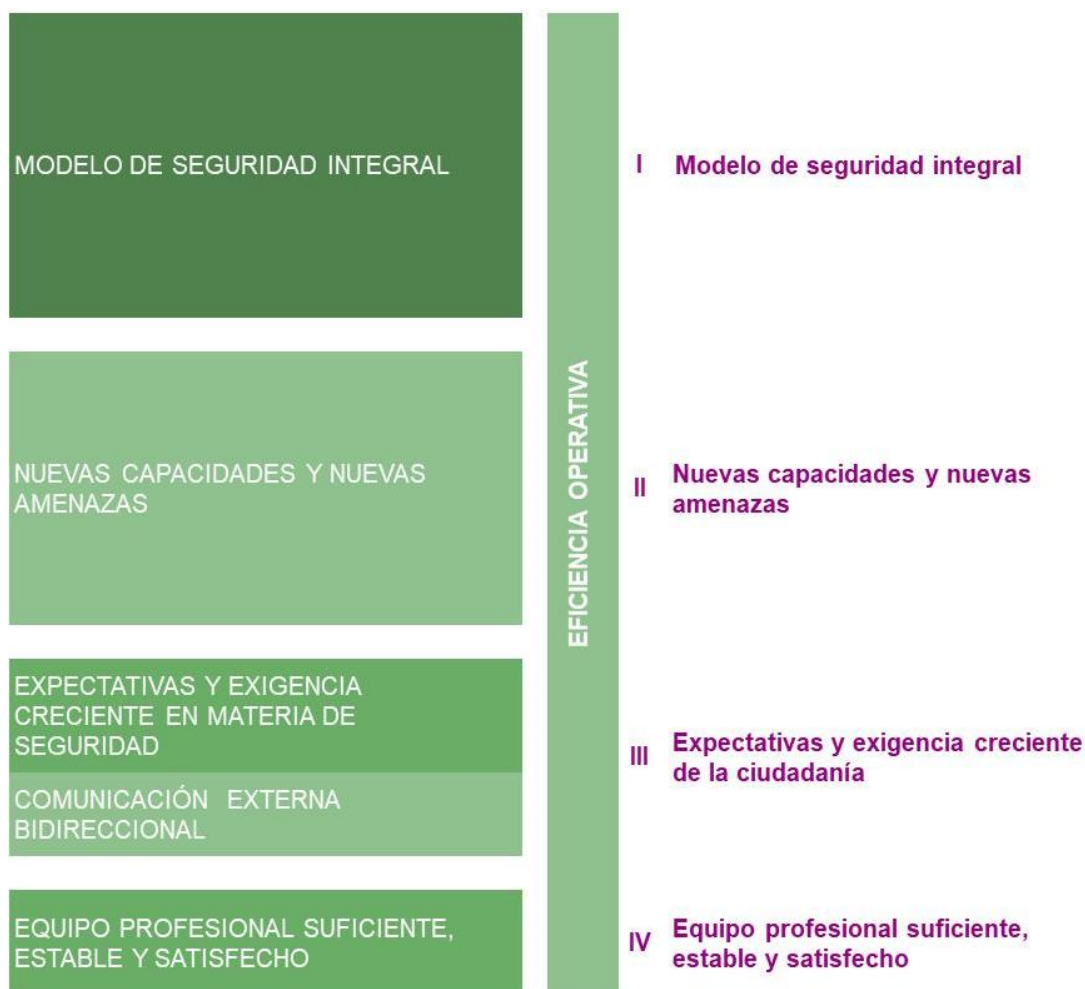 MODELO DE SEGURIDAD INTEGRAL
NUEVAS CAPACIDADES Y NUEVAS
AMENAZAS
EXPECTATIVAS Y EXIGENCIA
CRECIENTE EN MATERIA DE
SEGURIDAD
COMUNICACIÓN EXTERNA
BIDIRECCIONAL
EQUIPO PROFESIONAL SUFICIENTE,
ESTABLE Y SATISFECHO
EFICIENCIA OPERATIVA
I Modelo de seguridad integral
II Nuevas capacidades y nuevas
amenazas
III Expectativas y exigencia creciente
de la ciudadanía
IV Equipo profesional suficiente,
estable y satisfecho